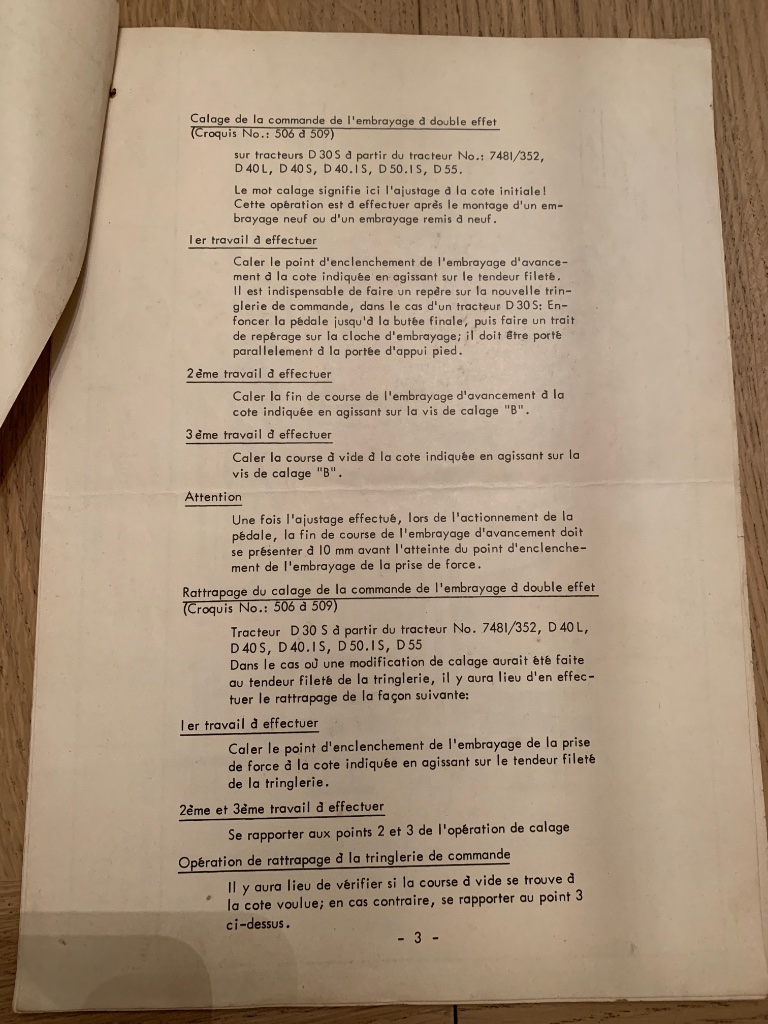 Calage de la commande de l'embrayage à double effet
(Croquis No.: 506 à 509)
sur tracteurs D 30 S à partir du tracteur No.: 7481/352,
D 40 L, D 40 S, D 40.1 S, D 50.1 S, D 55.
Le mot calage signifie ici l'ajustage à la cote initiale!
Cette opération est à effectuer après le montage d'un em-
brayage neuf ou d'un embrayage remis à neuf.
1er travail à effectuer
Caler le point d'enclenchement de l'embrayage d'avance-
ment à la cote indiquée en agissant sur le tendeur fileté.
Il est indispensable de faire un repère sur la nouvelle trin-
glerie de commande, dans le cas d'un tracteur D 30 S: En-
foncer la pédale jusqu'à la butée finale, puis faire un trait
de repérage sur la cloche d'embrayage; il doit être porté
parallelement à la portée d'appui pied.
2ème travail à effectuer
Caler la fin de course de l'embrayage d'avancement à la
cote indiquée en agissant sur la vis de calage "B".
3ème travail à effectuer
Caler la course à vide à la cote indiquée en agissant sur la
vis de calage "B".
Attention
Une fois l'ajustage effectué, lors de l'actionnement de la
pédale, la fin de course de l'embrayage d'avancement doit
se présenter à 10 mm avant l'atteinte du point d'enclenche-
ment de l'embrayage de la prise de force.
Rattrapage du calage de la commande de l'embrayage à double effet
(Croquis No.: 506 à 509)
Tracteur D 30 S à partir du tracteur No. 7481/352, D 40 L,
D 40 S, D 40.1 S, D 50.1 S, D 55
Dans le cas où une modification de calage aurait été faite
au tendeur fileté de la tringlerie, il y aura lieu d'en effec-
tuer le rattrapage de la façon suivante:
1er travail à effectuer
Caler le point d'enclenchement de l'embrayage de la prise
de force à la cote indiquée en agissant sur le tendeur fileté
de la tringlerie.
2ème et 3ème travail à effectuer
Se rapporter aux points 2 et 3 de l'opération de calage
Opération de rattrapage à la tringlerie de commande
Il y aura lieu de vérifier si la course à vide se trouve à
la cote voulue; en cas contraire, se rapporter au point 3
ci-dessus.
- 3 -